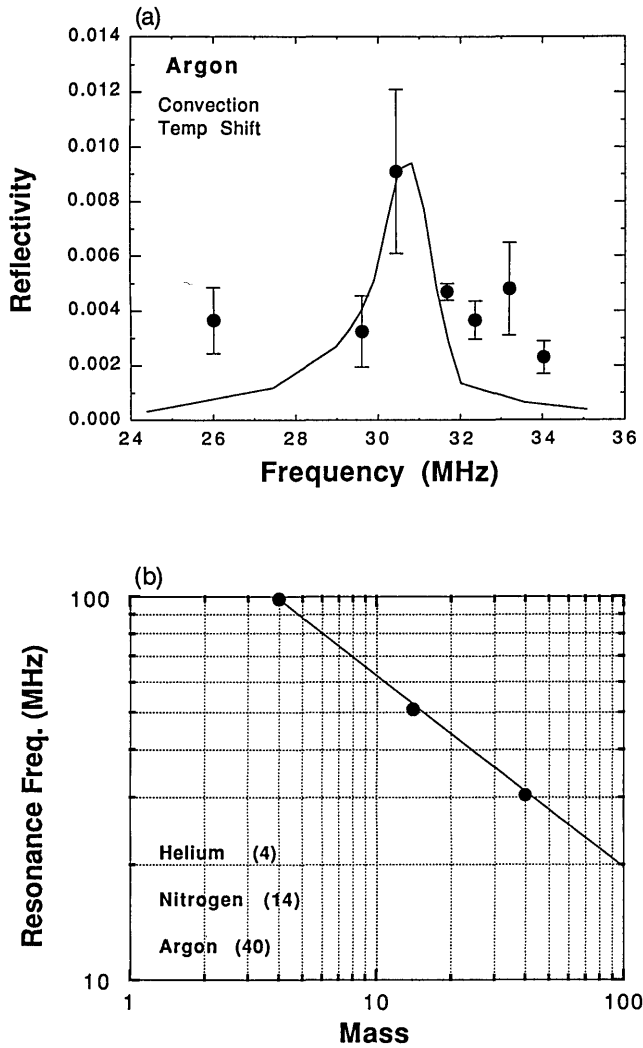 (a)
0.014
0.012
0.010
0.008
0.006
0.004
0.002
0.000
Reflectivity
Argon
Convection
Temp Shift
24 26 28 30 32 34 36
Frequency (MHz)
(b)
100
10
Resonance Freq. (MHz)
Helium (4)
Nitrogen (14)
Argon (40)
1 10 100
Mass